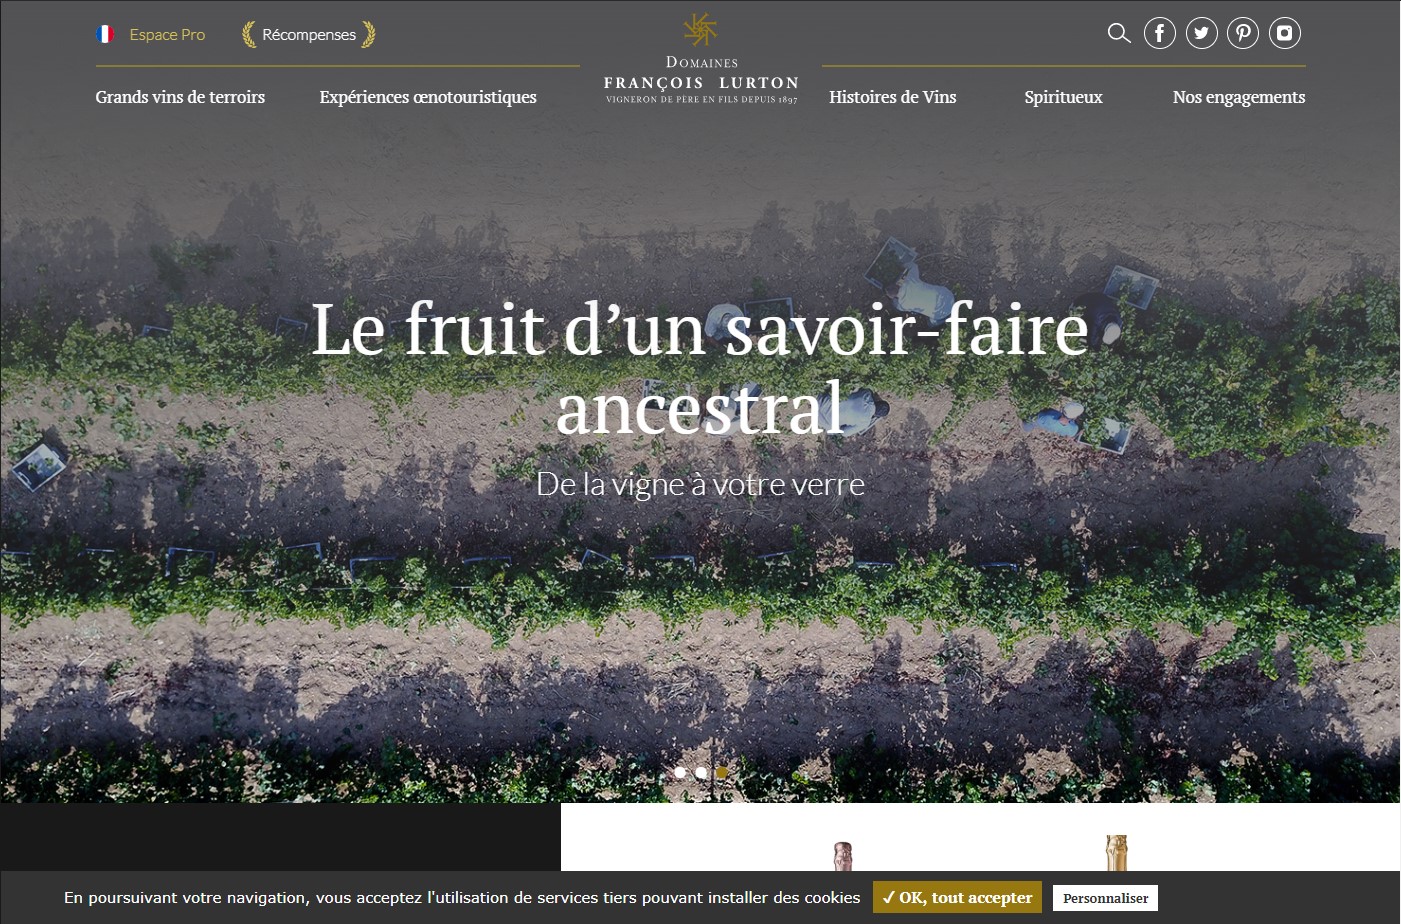 Espace Pro
Récompenses
DOMAINES
FRANÇOIS LURTON
VIGNERON DE PÈRE EN FILS DEPUIS 1897
Grands vins de terroirs
Expériences œnotouristiques
Histoires de Vins
Spiritueux
Nos engagements
Le fruit d’un savoir-faire
ancestral
De la vigne à votre verre
En poursuivant votre navigation, vous acceptez l'utilisation de services tiers pouvant installer des cookies
✓ OK, tout accepter
Personnaliser